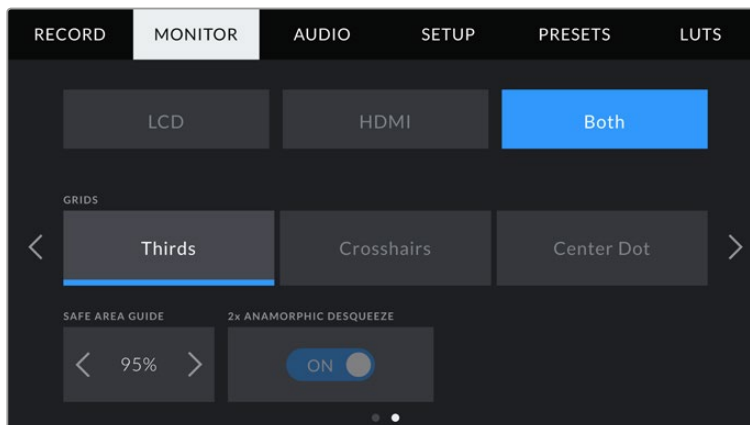 RECORD MONITOR AUDIO SETUP PRESETS LUTS
LCD HDMI Both
GRIDS
Thirds Crosshairs Center Dot
SAFE AREA GUIDE 2x ANAMORPHIC DESQUEEZE
95% ON